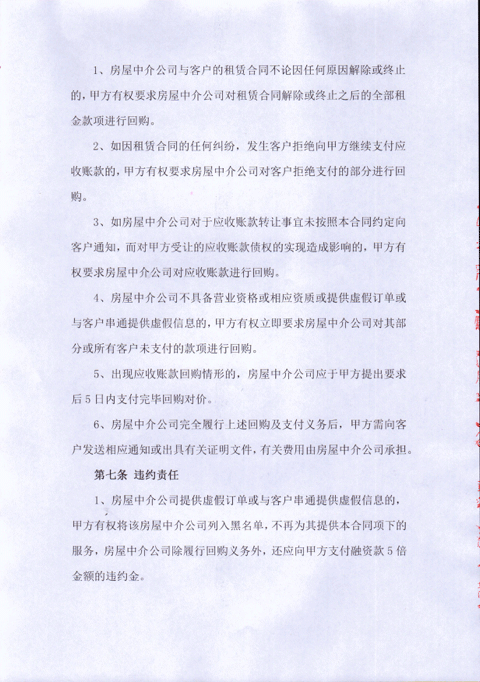 1、房屋中介公司与客户的租赁合同不论因任何原因解除或终止
的，甲方有权要求房屋中介公司对租赁合同解除或终止之后的全部租
金款项进行回购。
2、如因租赁合同的任何纠纷，发生客户拒绝向甲方继续支付应
收账款的，甲方有权要求房屋中介公司对客户拒绝支付的部分进行回
购。
3、如房屋中介公司对于应收账款转让事宜未按照本合同约定向
客户通知，而对甲方受让的应收账款债权的实现造成影响的，甲方有
权要求房屋中介公司对应收账款进行回购。
4、房屋中介公司不具备营业资格或相应资质或提供虚假订单或
与客户串通提供虚假信息的，甲方有权立即要求房屋中介公司对其部
分或所有客户未支付的款项进行回购。
5、出现应收账款回购情形的，房屋中介公司应于甲方提出要求
后 5 日内支付完毕回购对价。
6、房屋中介公司完全履行上述回购及支付义务后，甲方需向客
户发送相应通知或出具有关证明文件，有关费用由房屋中介公司承担。
第七条 违约责任
1、房屋中介公司提供虚假订单或与客户串通提供虚假信息的，
甲方有权将该房屋中介公司列入黑名单，不再为其提供本合同项下的
服务，房屋中介公司除履行回购义务外，还应向甲方支付融资款 5 倍
金额的违约金。